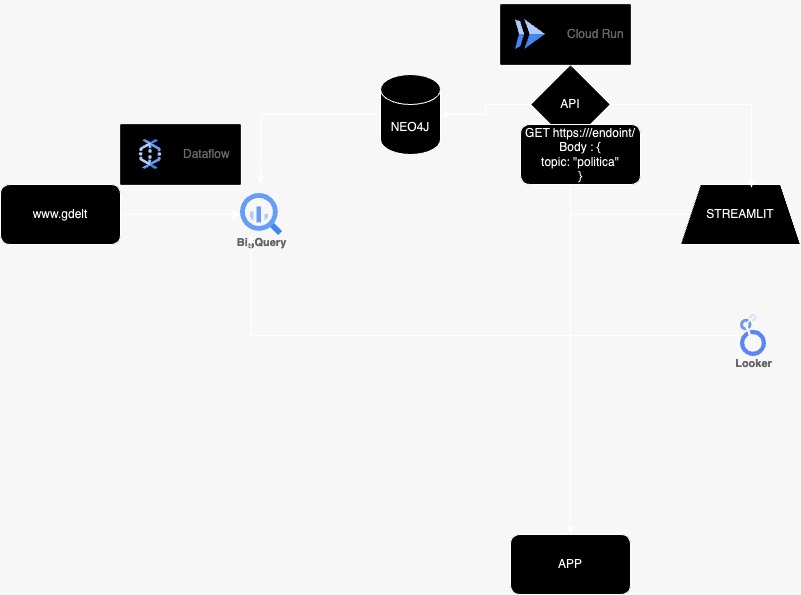 Cloud Run
API
NEO4J
GET https://endoint/
Body : {
topic: "politica"
}
Dataflow
www.gdelt
STREAMLIT
BigQuery
Looker
APP